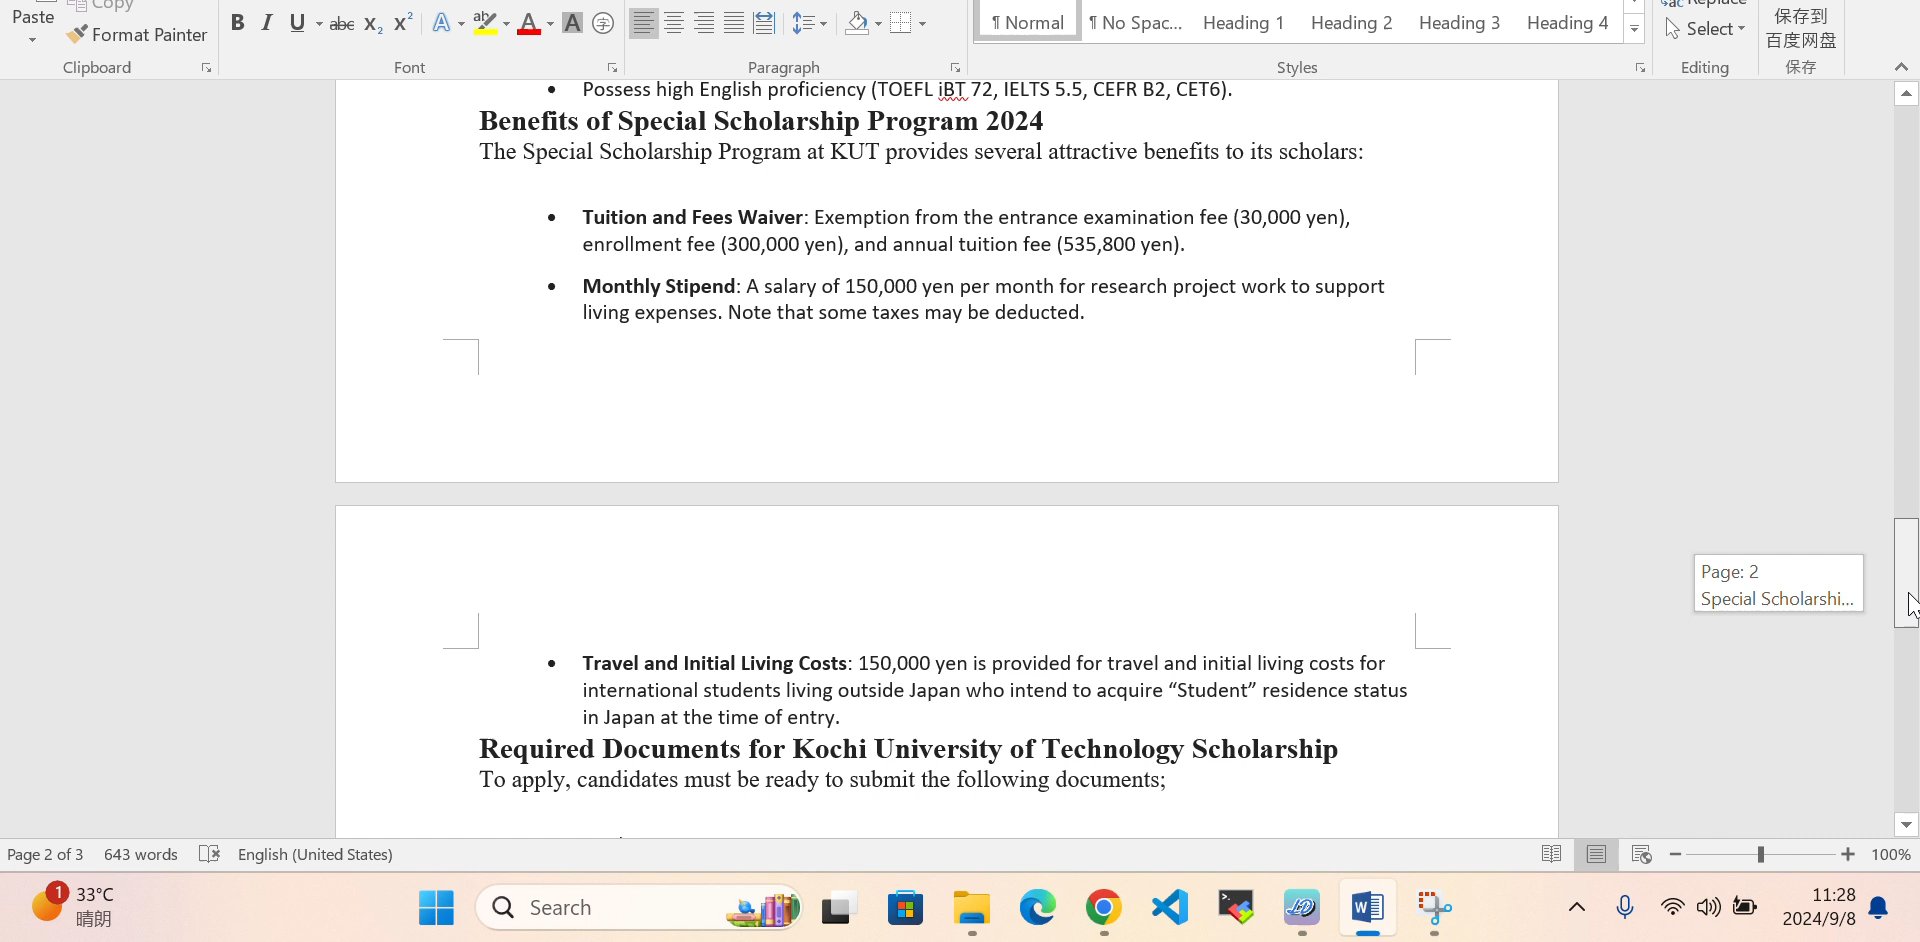 Paste
Copy
Format Painter
Clipboard
B I U abc X₂ X² A ab A A 字
Font
Paragraph
¶ Normal
¶ No Spac...
Heading 1
Heading 2
Heading 3
Heading 4
Styles
Replace
Select
Editing
保存到
百度网盘
保存
• Possess high English proficiency (TOEFL iBT 72, IELTS 5.5, CEFR B2, CET6).
Benefits of Special Scholarship Program 2024
The Special Scholarship Program at KUT provides several attractive benefits to its scholars:
• Tuition and Fees Waiver: Exemption from the entrance examination fee (30,000 yen),
enrollment fee (300,000 yen), and annual tuition fee (535,800 yen).
• Monthly Stipend: A salary of 150,000 yen per month for research project work to support
living expenses. Note that some taxes may be deducted.
Page: 2
Special Scholarshi...
• Travel and Initial Living Costs: 150,000 yen is provided for travel and initial living costs for
international students living outside Japan who intend to acquire “Student” residence status
in Japan at the time of entry.
Required Documents for Kochi University of Technology Scholarship
To apply, candidates must be ready to submit the following documents;
Page 2 of 3
643 words
English (United States)
100%
1
33°C
晴朗
Search
11:28
2024/9/8